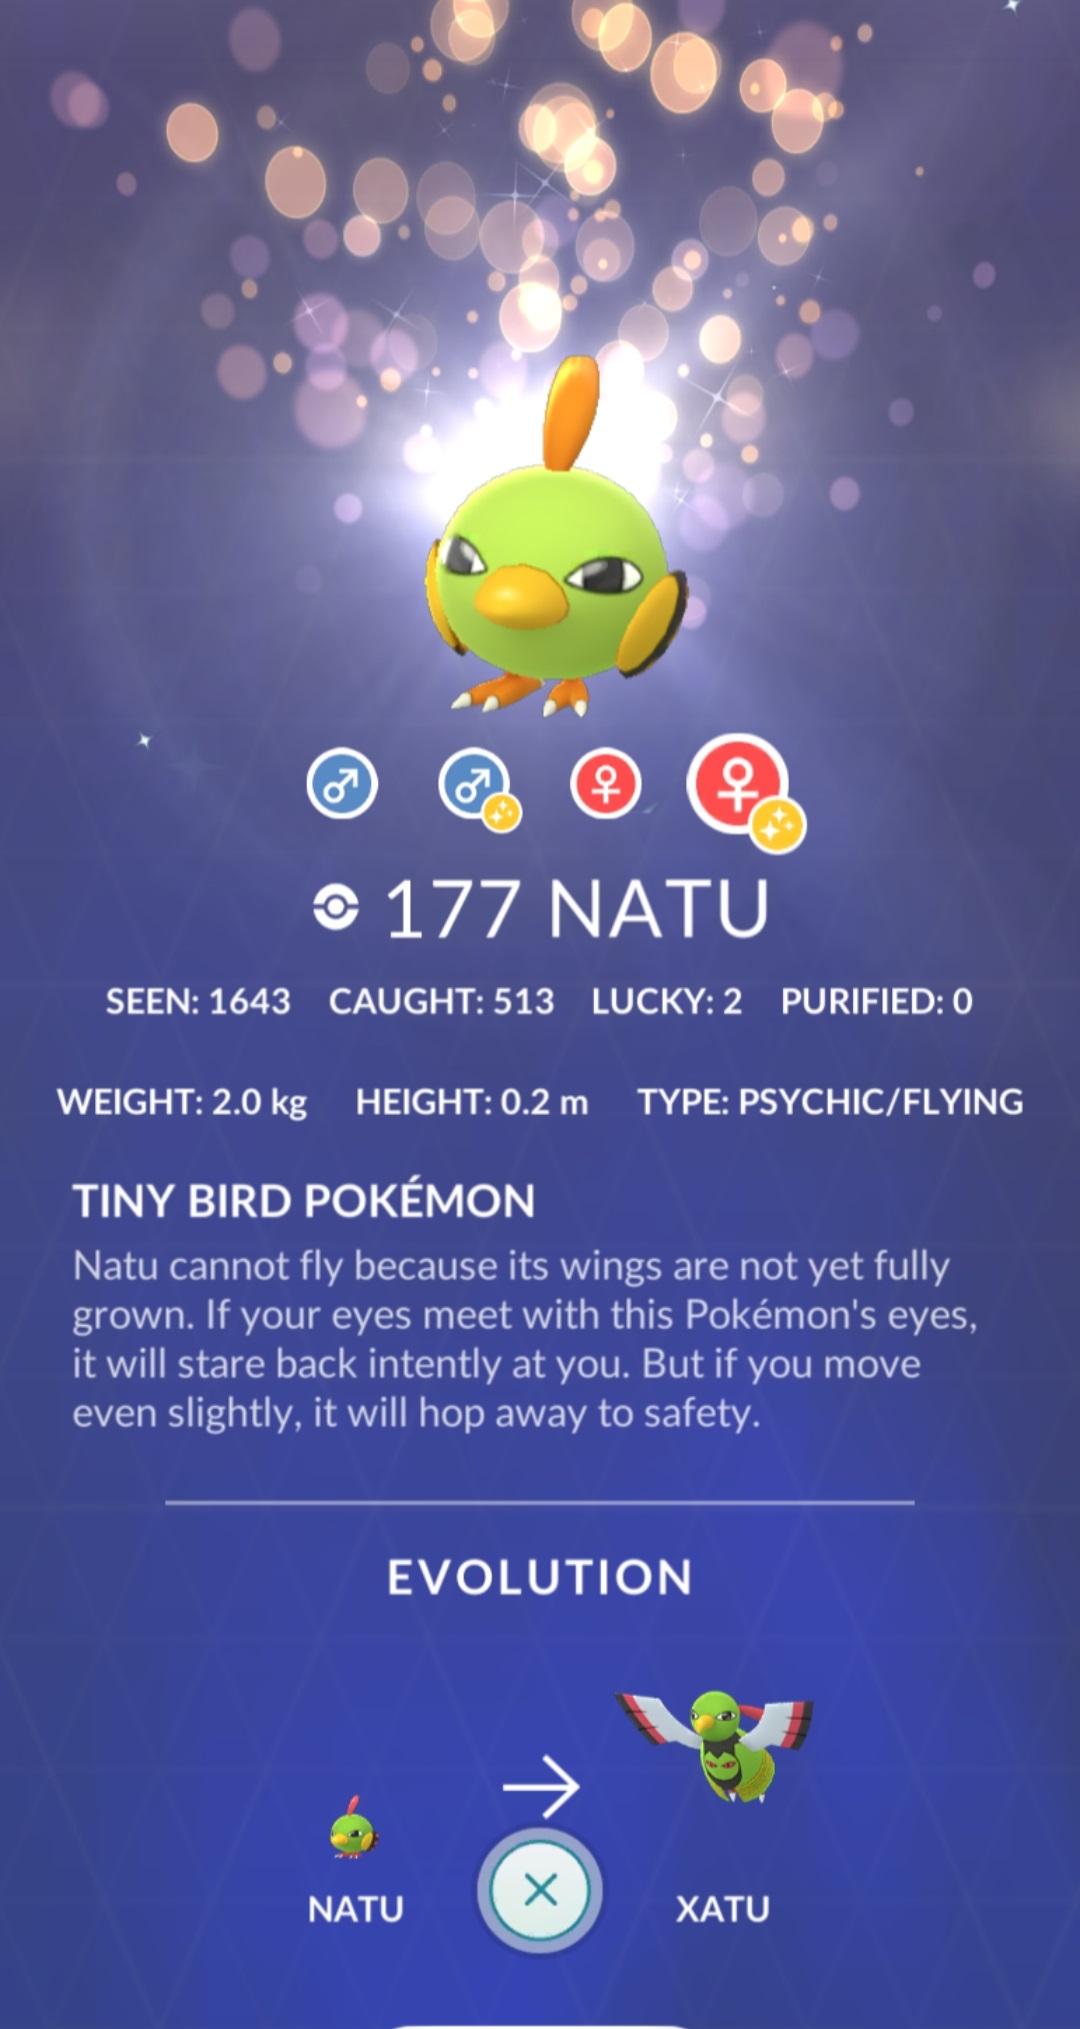 177 NATU
SEEN: 1643 CAUGHT: 513 LUCKY: 2 PURIFIED: 0
WEIGHT: 2.0 kg HEIGHT: 0.2 m TYPE: PSYCHIC/FLYING
TINY BIRD POKÉMON
Natu cannot fly because its wings are not yet fully
grown. If your eyes meet with this Pokémon's eyes,
it will stare back intently at you. But if you move
even slightly, it will hop away to safety.
EVOLUTION
NATU XATU